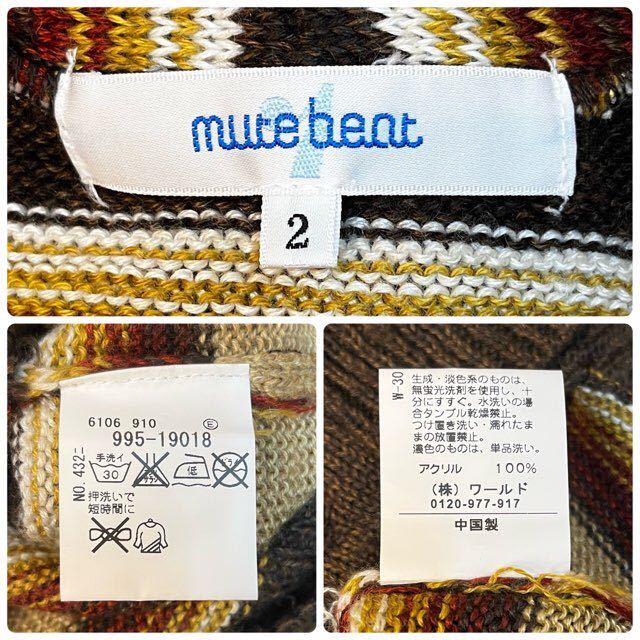 mute beat
2
6106 910 E
995-19018
NO.432ニ
手洗イ
30
低
押洗いで
短時間に
W-30
生成・淡色系のものは、
無蛍光洗剤を使用し、十
分にすすぐ。水洗いの場
合タンブル乾燥禁止。
つけ置き洗い・濡れたま
まの放置禁止。
濃色のものは、単品洗い。
アクリル 100%
(株) ワールド
0120-977-917
中国製